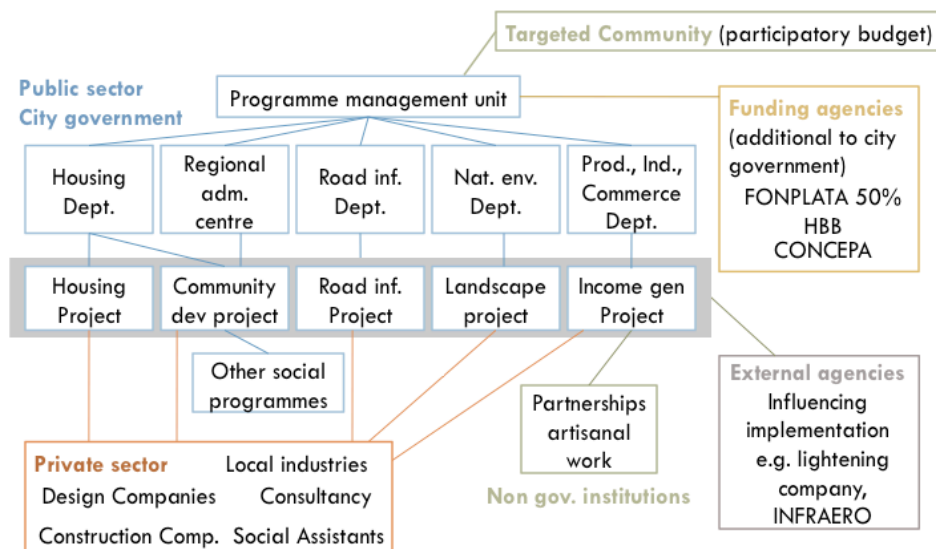 Targeted Community (participatory budget)
Public sector
City government
Programme management unit
Funding agencies
(additional to city
government)
FONPLATA 50%
HBB
CONCEPA
Housing
Dept.
Regional
adm.
centre
Road inf.
Dept.
Nat. env.
Dept.
Prod., Ind.,
Commerce
Dept.
Housing
Project
Community
dev project
Road inf.
Project
Landscape
project
Income gen
Project
Other social
programmes
Partnerships
artisanal
work
Non gov. institutions
External agencies
Influencing
implementation
e.g. lightening
company,
INFRAERO
Private sector
Local industries
Design Companies
Consultancy
Construction Comp.
Social Assistants